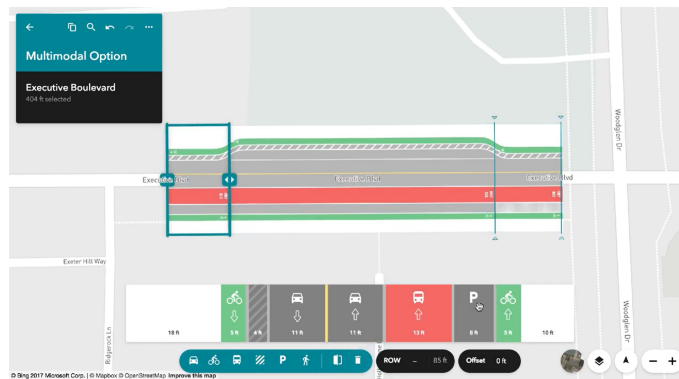 Multimodal Option
Executive Boulevard
404 ft selected
Woodglen Dr
Executive Blvd
Executive Blvd
Exeter Hill Way
Ridgerock Ln
Woodglen Dr
18 ft
5 ft
4 ft
11 ft
11 ft
13 ft
P
8 ft
5 ft
10 ft
P
ROW – 85 ft
Offset 0 ft
© Bing 2017 Microsoft Corp. | © Mapbox © OpenStreetMap Improve this map